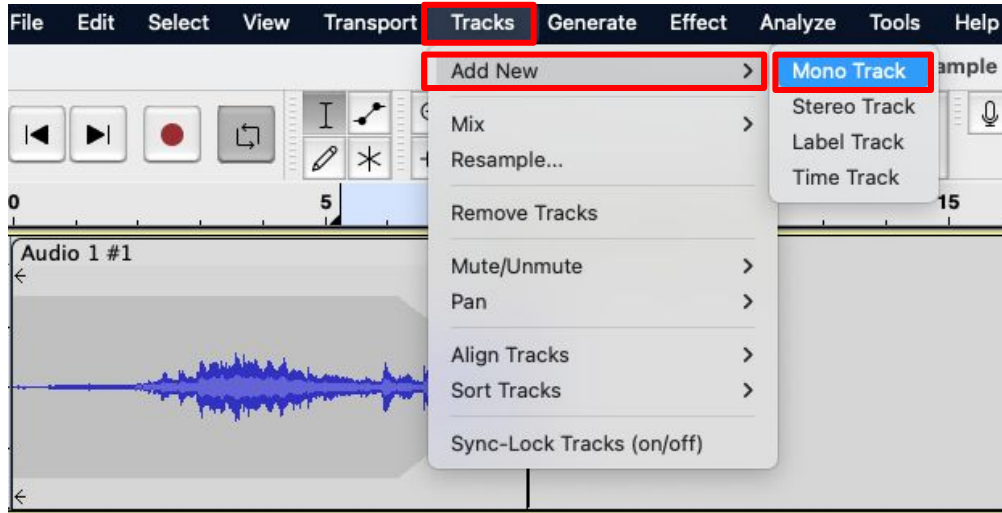 File Edit Select View Transport Tracks Generate Effect Analyze Tools Help
Add New
Mono Track
Stereo Track
Label Track
Time Track
ample
Mix
Resample...
Remove Tracks
Mute/Unmute
Pan
Align Tracks
Sort Tracks
Sync-Lock Tracks (on/off)
0 5 15
Audio 1 #1